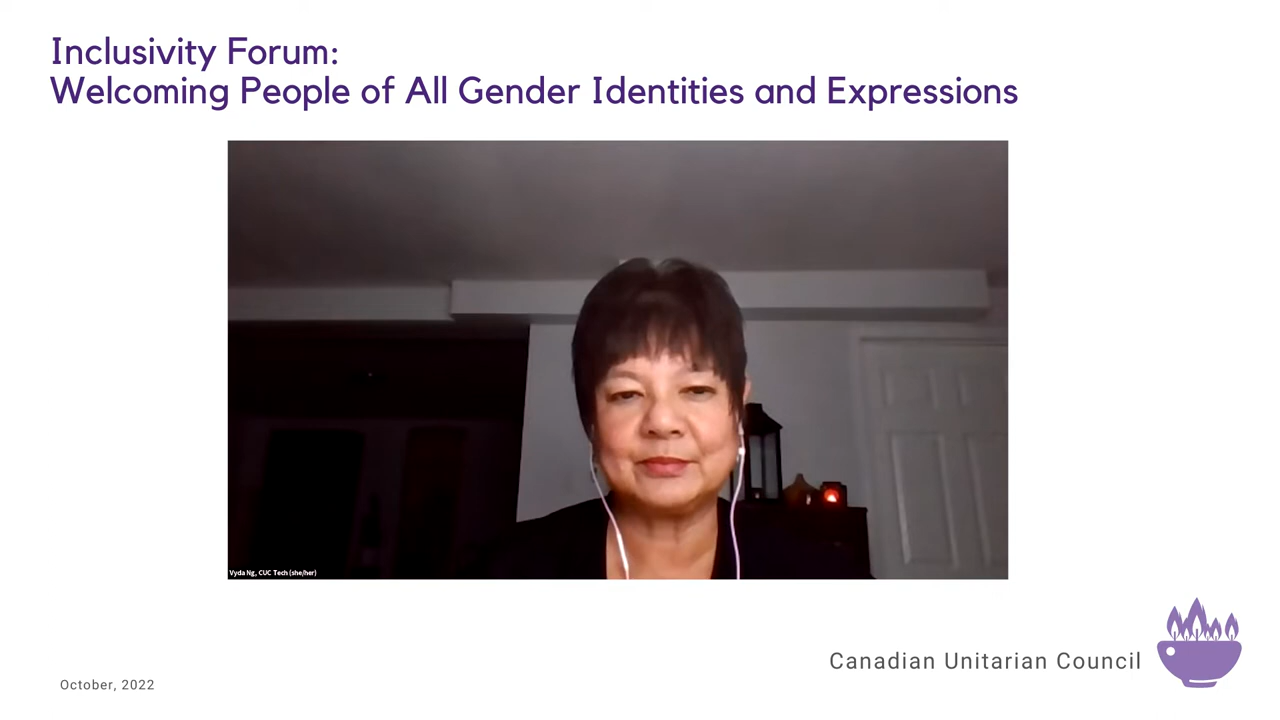 Inclusivity Forum:
Welcoming People of All Gender Identities and Expressions
Vyda Ng, CUC Tech (she/her)
Canadian Unitarian Council
October, 2022